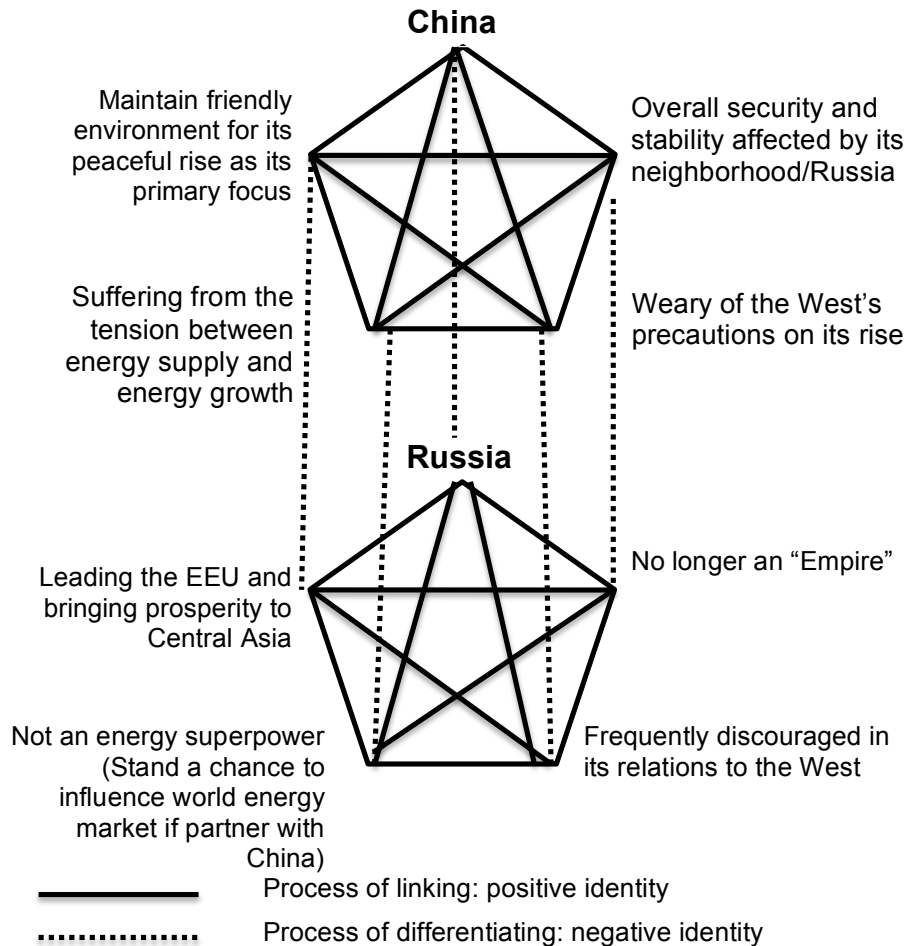 China
Maintain friendly
environment for its
peaceful rise as its
primary focus
Overall security and
stability affected by its
neighborhood/Russia
Suffering from the
tension between
energy supply and
energy growth
Weary of the West’s
precautions on its rise
Russia
Leading the EEU and
bringing prosperity to
Central Asia
No longer an “Empire”
Not an energy superpower
(Stand a chance to
influence world energy
market if partner with
China)
Frequently discouraged in
its relations to the West
Process of linking: positive identity
Process of differentiating: negative identity